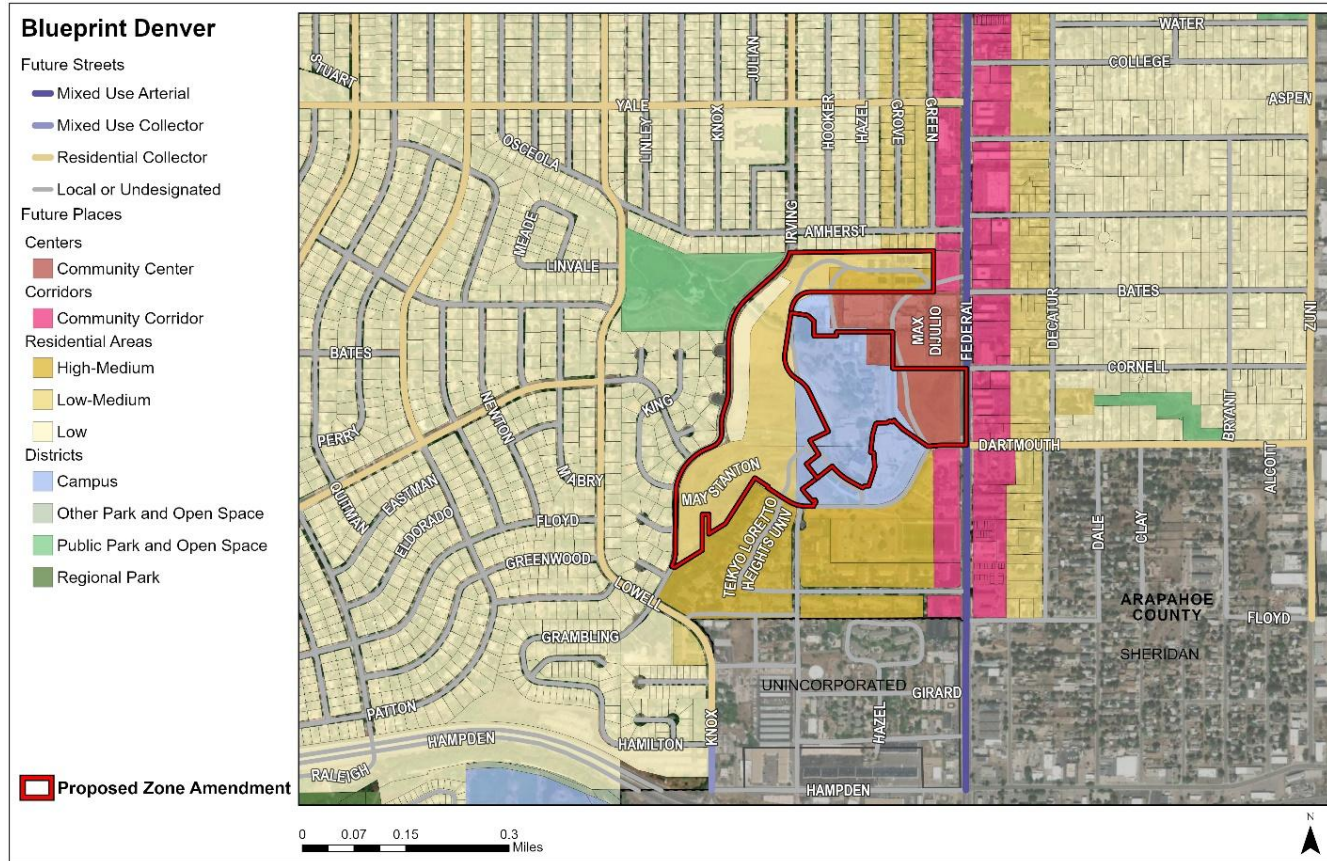 Blueprint Denver
Future Streets
Mixed Use Arterial
Mixed Use Collector
Residential Collector
Local or Undesignated
Future Places
Centers
Community Center
Corridors
Community Corridor
Residential Areas
High-Medium
Low-Medium
Low
Districts
Campus
Other Park and Open Space
Public Park and Open Space
Regional Park
Proposed Zone Amendment
STUART
WATER
COLLEGE
ASPEN
YALE
OSCEOLA
LINLEY
KNOX
JULIAN
HOOKER
HAZEL
GROVE
GREEN
MEADE
LINVALE
IRVING
AMHERST
BATES
BATES
MAX
DIJULIO
FEDERAL
DECATUR
ZUNI
CORNELL
PERRY
NEWTON
KING
BRYANT
DARTMOUTH
ALCOTT
QUITMAN
EASTMAN
ELDORADO
MABRY
FLOYD
MAY STANTON
TEIKYO LORETTO
HEIGHTS UNIV
DALE
CLAY
GREENWOOD
LOWELL
ARAPAHOE
COUNTY
FLOYD
GRAMBLING
SHERIDAN
UNINCORPORATED
GIRARD
PATTON
HAMPDEN
HAMILTON
KNOX
HAZEL
RALEIGH
HAMPDEN
0 0.07 0.15 0.3
Miles
N